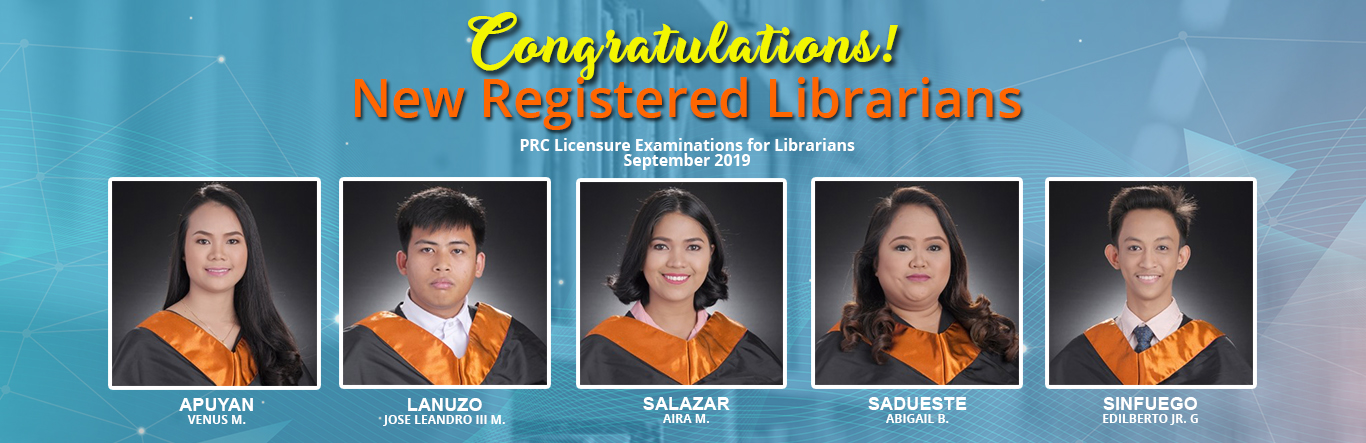 Congratulations!
New Registered Librarians
PRC Licensure Examinations for Librarians
September 2019
APUYAN
VENUS M.
LANUZO
JOSE LEANDRO III M.
SALAZAR
AIRA M.
SADUESTE
ABIGAIL B.
SINFUEGO
EDILBERTO JR. G